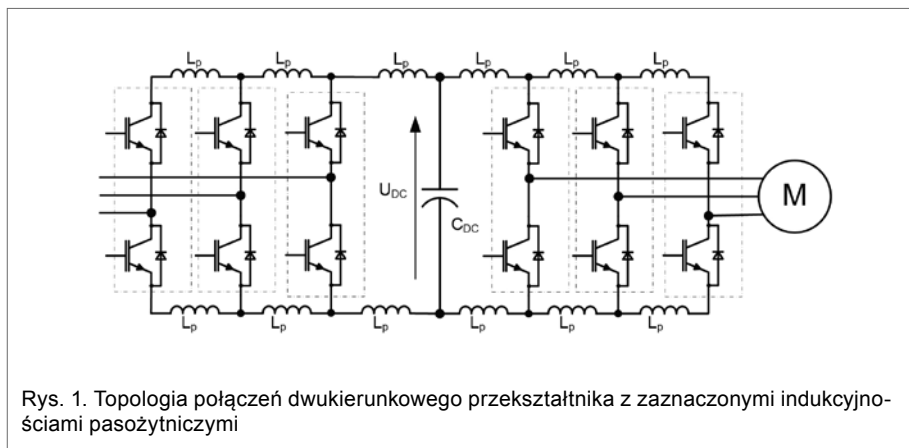 Lp Lp Lp Lp Lp Lp
UDC
CDC
M
Lp Lp Lp Lp Lp Lp
Rys. 1. Topologia połączeń dwukierunkowego przekształtnika z zaznaczonymi indukcyjno-
ściami pasożytniczymi